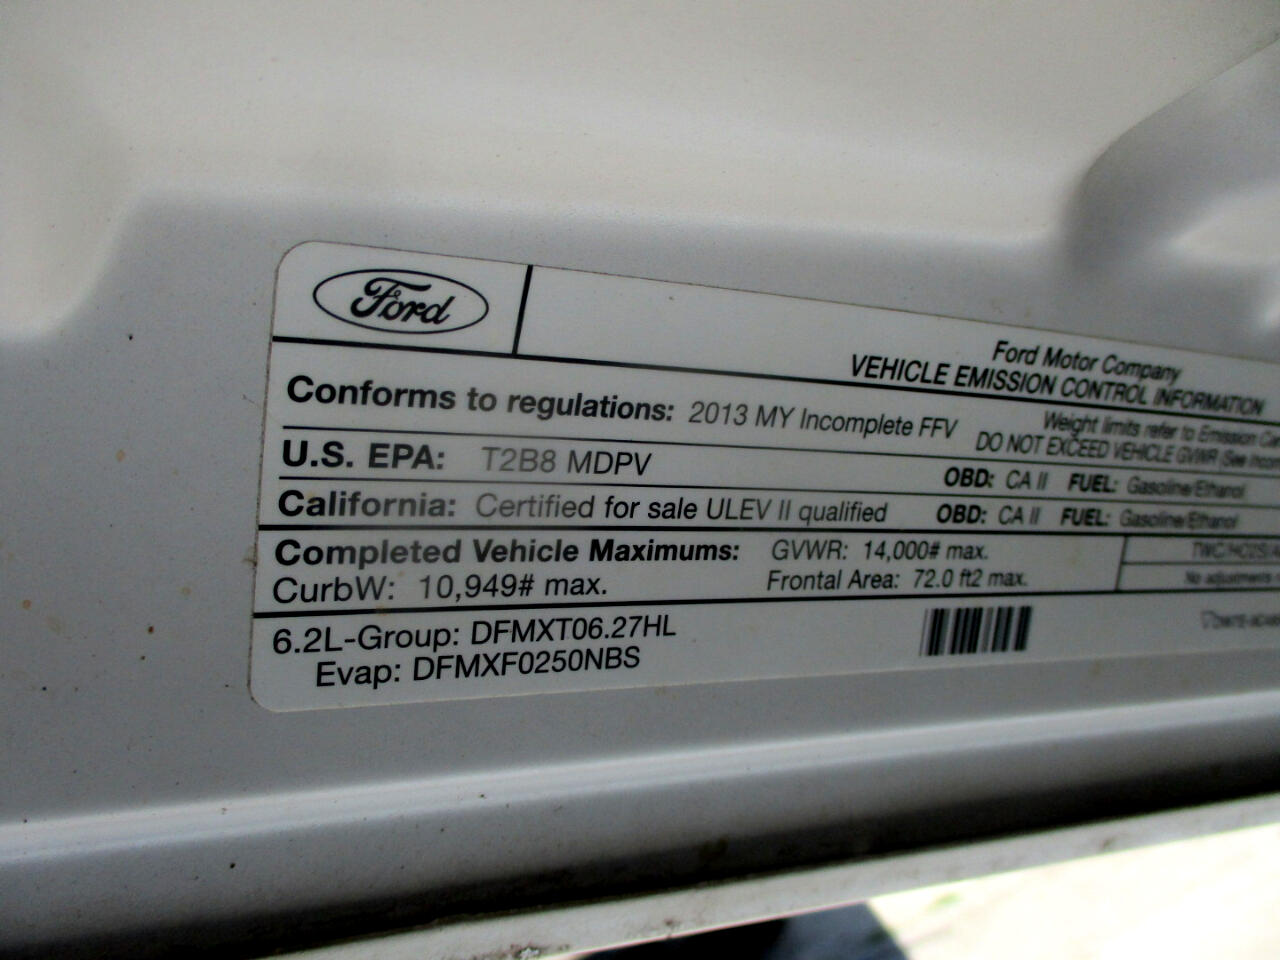 Ford
Ford Motor Company
VEHICLE EMISSION CONTROL INFORMATION
Conforms to regulations: 2013 MY Incomplete FFV
Weight limits refer to Emission
DO NOT EXCEED VEHICLE GVWR (See
U.S. EPA: T2B8 MDPV OBD: CA II FUEL: Gasoline/Ethanol
California: Certified for sale ULEV II qualified OBD: CA II FUEL: Gasoline/Ethanol
Completed Vehicle Maximums: GVWR: 14,000# max.
TWC/HO2S/
CurbW: 10,949# max. Frontal Area: 72.0 ft2 max.
No adjustments
6.2L-Group: DFMXT06.27HL
Evap: DFMXF0250NBS